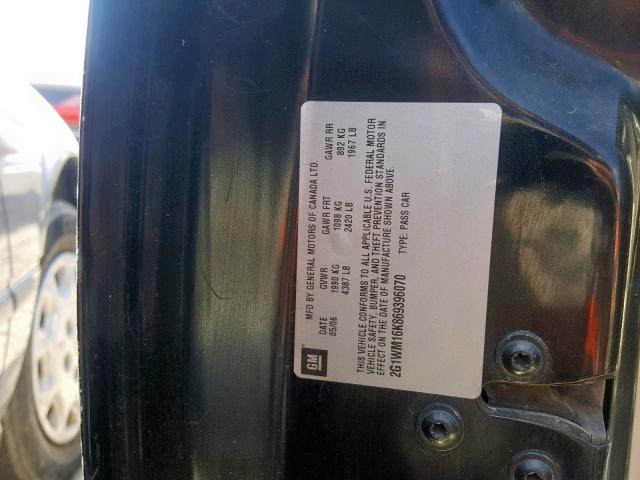 MFD BY GENERAL MOTORS OF CANADA LTD.
DATE GVWR GAWR FRT GAWR RR
05/06 1990 KG 1098 KG 892 KG
4387 LB 2420 LB 1967 LB
THIS VEHICLE CONFORMS TO ALL APPLICABLE U.S. FEDERAL MOTOR
VEHICLE SAFETY, BUMPER, AND THEFT PREVENTION STANDARDS IN
EFFECT ON THE DATE OF MANUFACTURE SHOWN ABOVE.
2G1WM16K869396070 TYPE: PASS CAR
GM